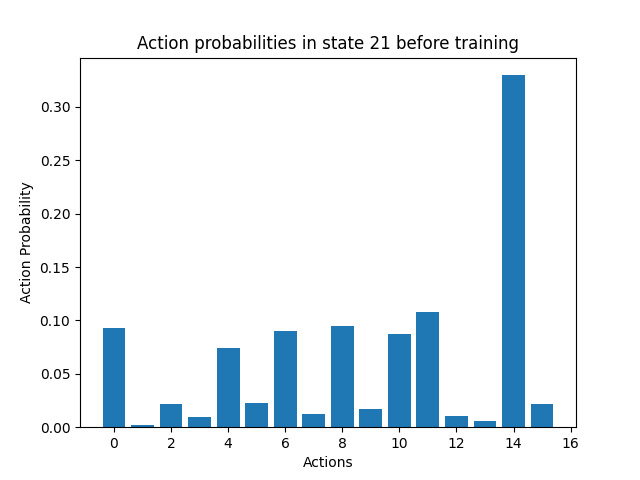 Action probabilities in state 21 before training
0.30
0.25
0.20
0.15
0.10
0.05
0.00
Action Probability
0 2 4 6 8 10 12 14 16
Actions